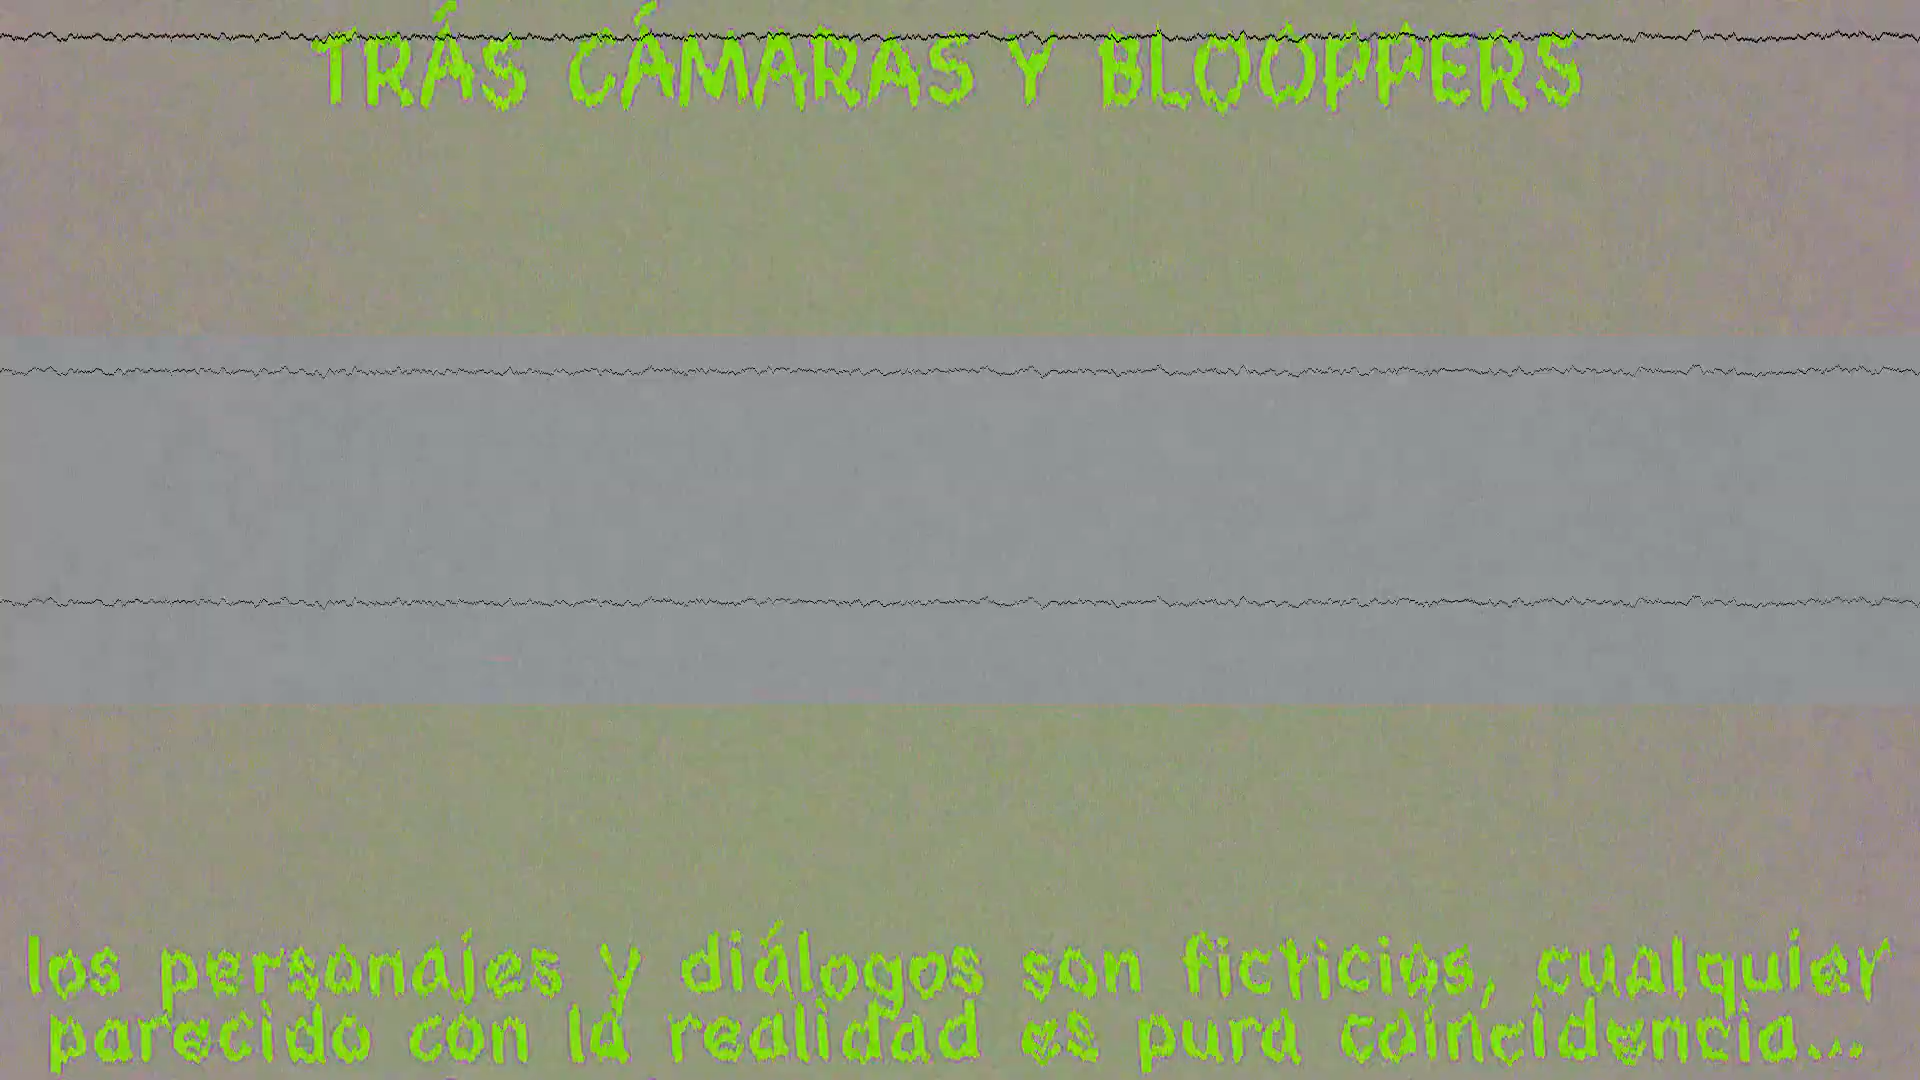 TRÁS CÁMARAS Y BLOOPPERS
los personajes y diálogos son ficticios, cualquier
parecido con la realidad es pura coincidencia...